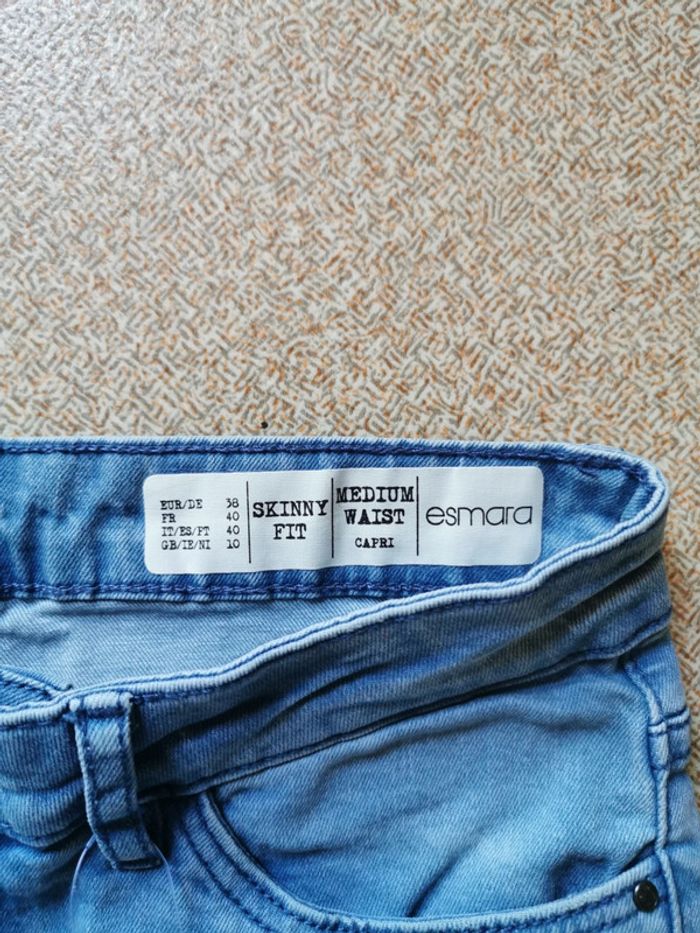 EUR/DE 38
FR 40
IT/ES/PT 40
GB/IE/NI 10
SKINNY
FIT
MEDIUM
WAIST
CAPRI
esmara